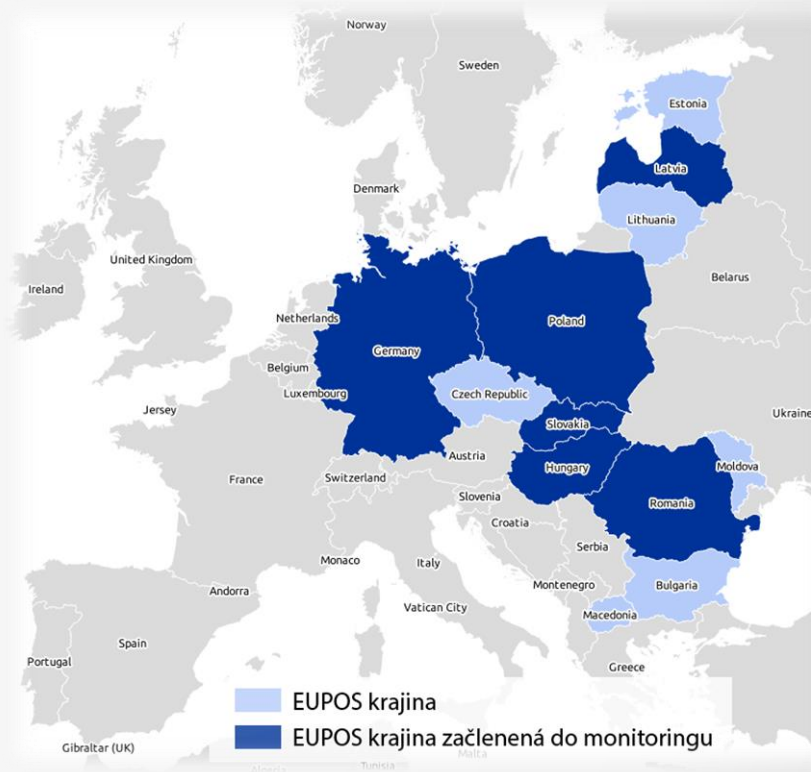 Norway
Sweden
Estonia
Latvia
Denmark
Lithuania
United Kingdom
Belarus
Ireland
Netherlands
Poland
Germany
Belgium
Czech Republic
Luxembourg
Jersey
Ukraine
Slovakia
Austria
Hungary
Moldova
France
Switzerland
Slovenia
Romania
Croatia
Serbia
Monaco
Italy
Montenegro
Bulgaria
Andorra
Vatican City
Macedonia
Spain
Portugal
Greece
EUPOS krajina
EUPOS krajina začlenená do monitoringu
Gibraltar (UK)
Malta
Tunisia
Algeria